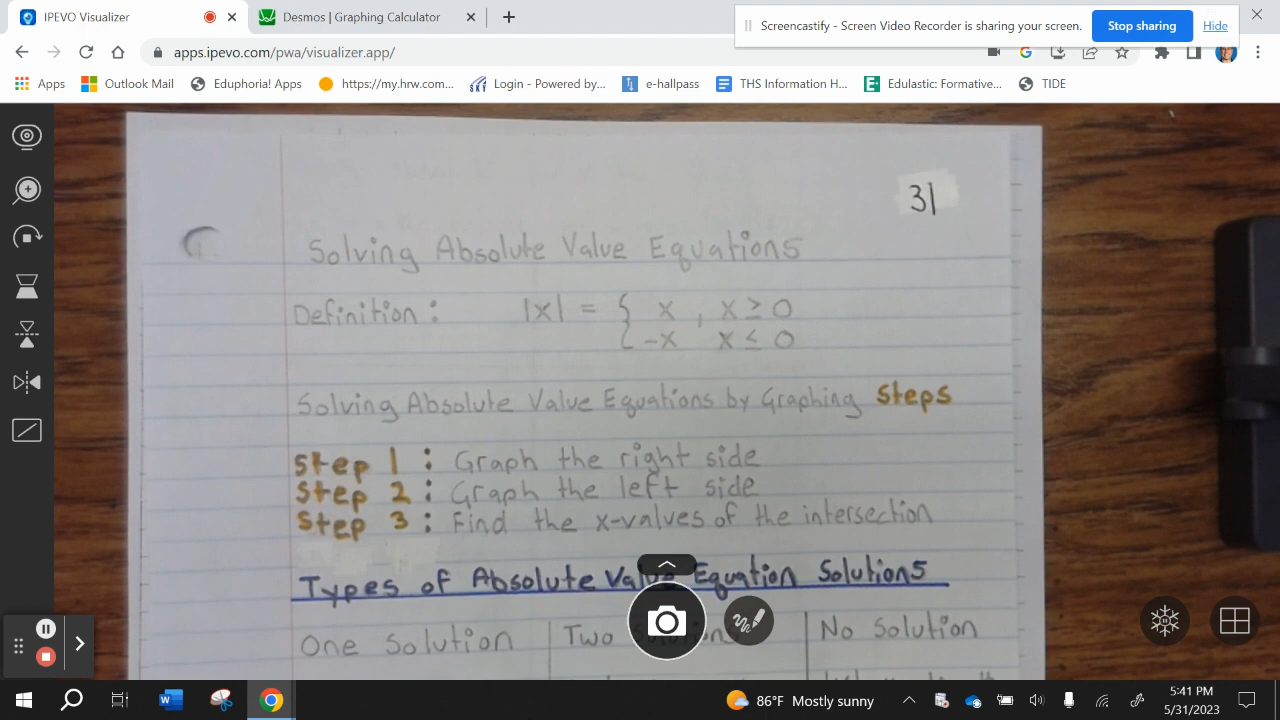 IPEVO Visualizer
Desmos | Graphing Calculator
Screencastify - Screen Video Recorder is sharing your screen.
Stop sharing
Hide
apps.ipevo.com/pwa/visualizer.app/
Apps
Outlook Mail
Eduphoria! App
https://my.hrw.com...
Login - Powered by...
e-hallpass
THS Information H...
Edulastic: Formative...
TIDE
31
Solving Absolute Value Equations
Definition: |x| = { x , x ≥ 0
-x x ≤ 0
Solving Absolute Value Equations by Graphing Steps
Step 1 : Graph the right side
Step 2 : Graph the left side
Step 3 : Find the x-values of the intersection
Types of Absolute Value Equation Solutions
One Solution | Two | No Solution
86°F Mostly sunny
5:41 PM
5/31/2023